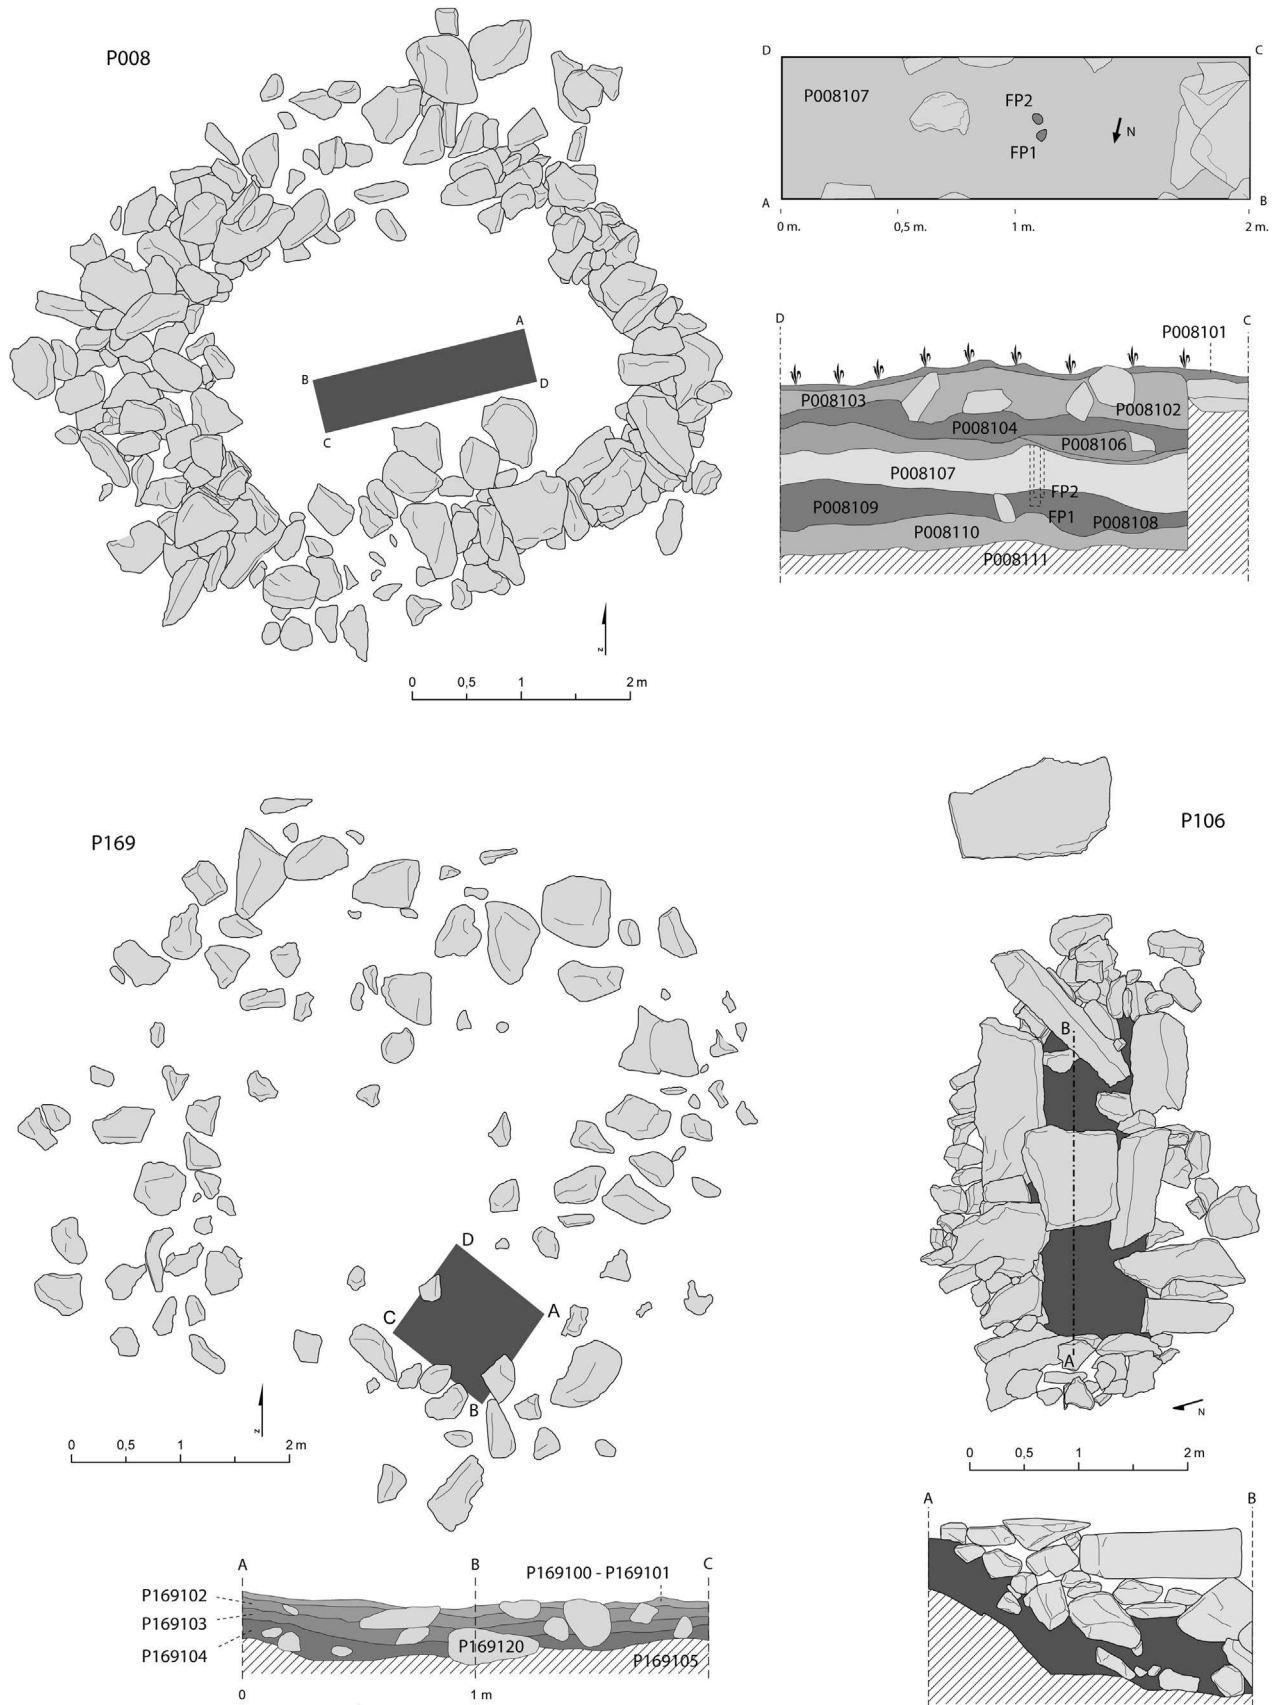 P008
D C
P008107
FP2
N
FP1
A B
0 m. 0,5 m. 1 m. 2 m.
D C
P008101
P008103
P008102
P008104
P008106
P008107
FP2
P008109
FP1
P008108
P008110
P008111
A
B
D
C
N
0 0,5 1 2 m
P169
D
A
C
B
N
0 0,5 1 2 m
A B C
P169100 - P169101
P169102
P169103
P169104
P169120
P169105
0 1 m
P106
B
A
N
0 0,5 1 2 m
A B